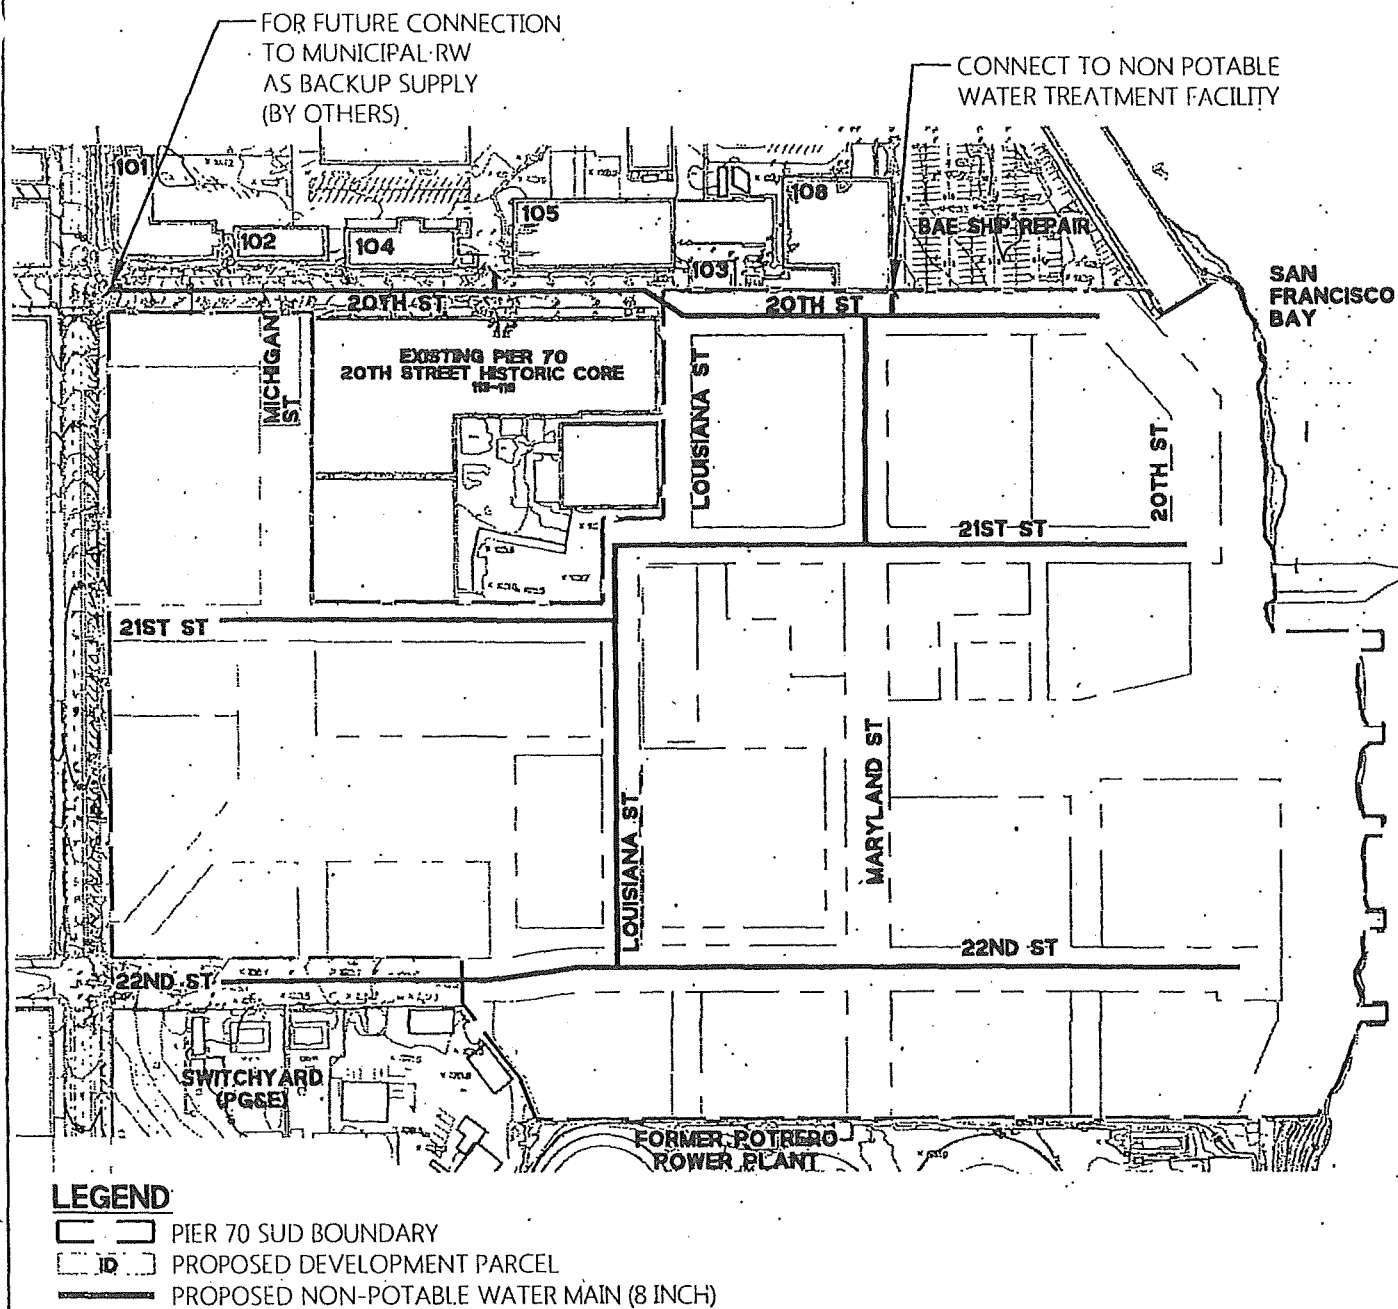 FOR FUTURE CONNECTION
TO MUNICIPAL RW
AS BACKUP SUPPLY
(BY OTHERS)
CONNECT TO NON POTABLE
WATER TREATMENT FACILITY
101
102
104
105
103
108
BAE SHIP REPAIR
SAN
FRANCISCO
BAY
20TH ST
20TH ST
MICHIGAN
ST
EXISTING PIER 70
20TH STREET HISTORIC CORE
LOUISIANA ST
20TH ST
21ST ST
21ST ST
LOUISIANA ST
MARYLAND ST
22ND ST
22ND ST
SWITCHYARD
(PG&E)
FORMER POTRERO
POWER PLANT
LEGEND
PIER 70 SUD BOUNDARY
ID PROPOSED DEVELOPMENT PARCEL
PROPOSED NON-POTABLE WATER MAIN (8 INCH)